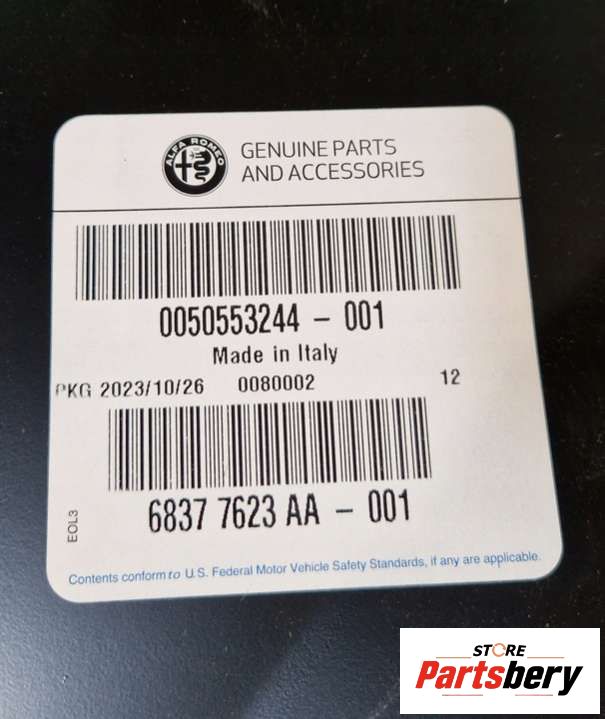 ALFA ROMEO
GENUINE PARTS
AND ACCESSORIES
0050553244 - 001
Made in Italy
PKG 2023/10/26 0080002 12
6837 7623 AA - 001
EOL3
Contents conform to U.S. Federal Motor Vehicle Safety Standards, if any are applicable.
STORE
Partsbery